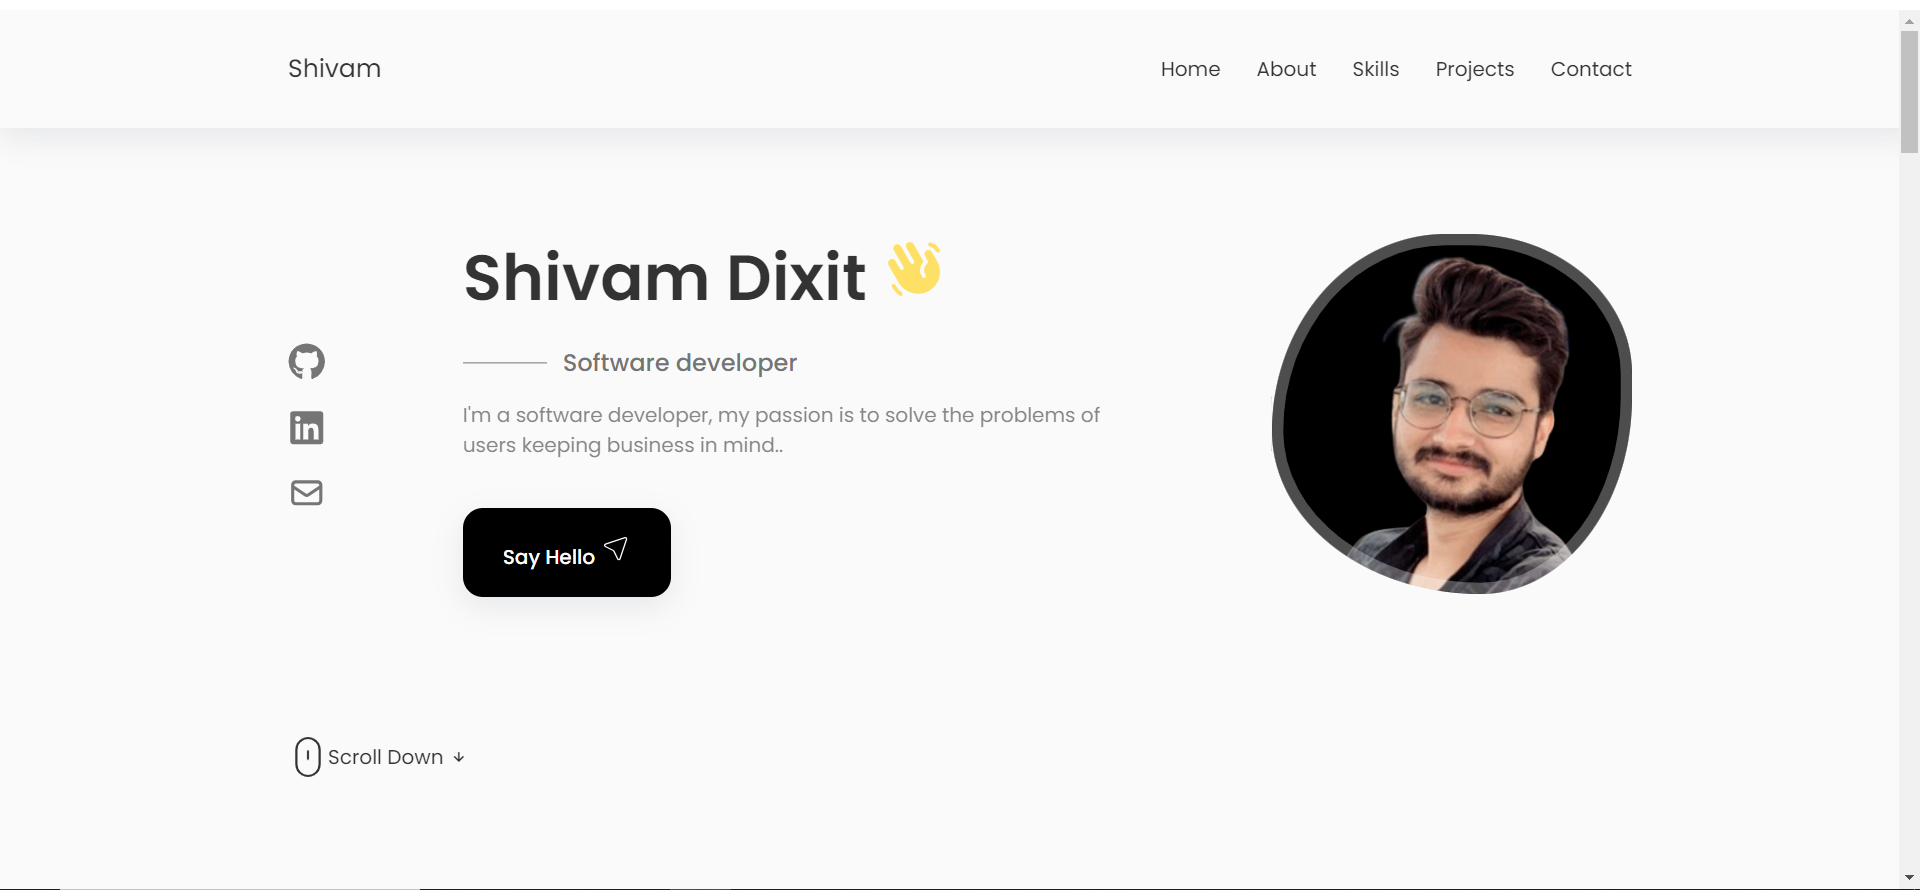 Shivam
Home About Skills Projects Contact
Shivam Dixit
Software developer
I'm a software developer, my passion is to solve the problems of
users keeping business in mind..
in
Say Hello
Scroll Down